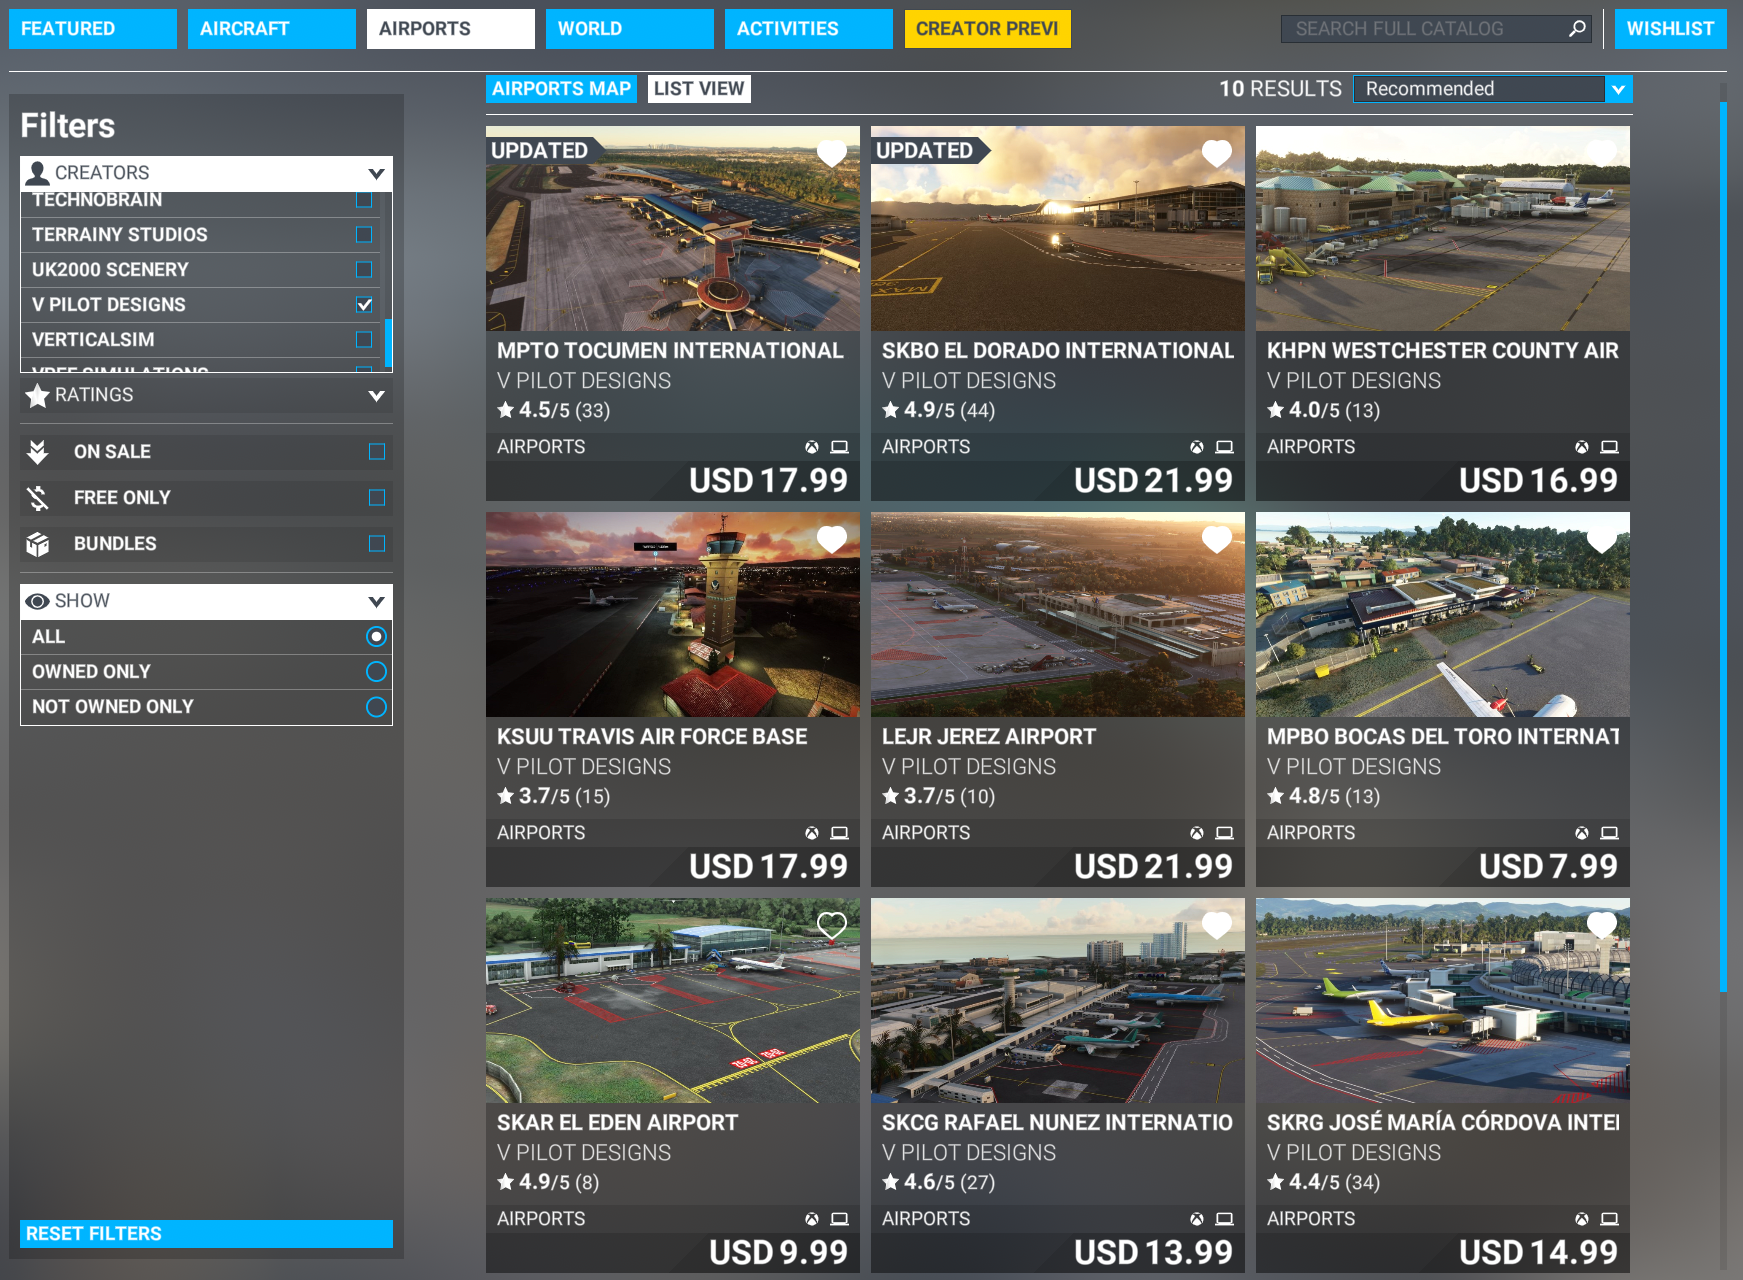 FEATURED
AIRCRAFT
AIRPORTS
WORLD
ACTIVITIES
CREATOR PREVI
SEARCH FULL CATALOG
WISHLIST
AIRPORTS MAP
LIST VIEW
10 RESULTS
Recommended
Filters
CREATORS
TECHNOBRAIN
TERRAINY STUDIOS
UK2000 SCENERY
V PILOT DESIGNS
VERTICALSIM
VREF SIMULATIONS
RATINGS
ON SALE
FREE ONLY
BUNDLES
SHOW
ALL
OWNED ONLY
NOT OWNED ONLY
RESET FILTERS
UPDATED
MPTO TOCUMEN INTERNATIONAL
V PILOT DESIGNS
4.5/5 (33)
AIRPORTS
USD 17.99
UPDATED
SKBO EL DORADO INTERNATIONAL
V PILOT DESIGNS
4.9/5 (44)
AIRPORTS
USD 21.99
KHPN WESTCHESTER COUNTY AIR
V PILOT DESIGNS
4.0/5 (13)
AIRPORTS
USD 16.99
KSUU TRAVIS AIR FORCE BASE
V PILOT DESIGNS
3.7/5 (15)
AIRPORTS
USD 17.99
LEJR JEREZ AIRPORT
V PILOT DESIGNS
3.7/5 (10)
AIRPORTS
USD 21.99
MPBO BOCAS DEL TORO INTERNAT
V PILOT DESIGNS
4.8/5 (13)
AIRPORTS
USD 7.99
SKAR EL EDEN AIRPORT
V PILOT DESIGNS
4.9/5 (8)
AIRPORTS
USD 9.99
SKCG RAFAEL NUNEZ INTERNATIO
V PILOT DESIGNS
4.6/5 (27)
AIRPORTS
USD 13.99
SKRG JOSÉ MARÍA CÓRDOVA INTE
V PILOT DESIGNS
4.4/5 (34)
AIRPORTS
USD 14.99